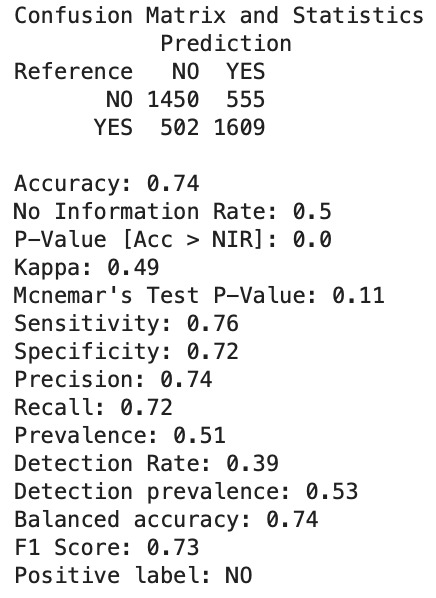 Confusion Matrix and Statistics
Prediction
Reference NO YES
NO 1450 555
YES 502 1609
Accuracy: 0.74
No Information Rate: 0.5
P-Value [Acc > NIR]: 0.0
Kappa: 0.49
Mcnemar's Test P-Value: 0.11
Sensitivity: 0.76
Specificity: 0.72
Precision: 0.74
Recall: 0.72
Prevalence: 0.51
Detection Rate: 0.39
Detection prevalence: 0.53
Balanced accuracy: 0.74
F1 Score: 0.73
Positive label: NO